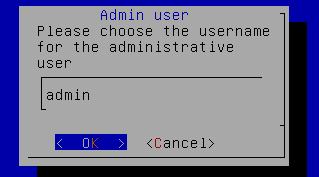 Admin user
Please choose the username
for the administrative
user
admin
< Ok > <Cancel>